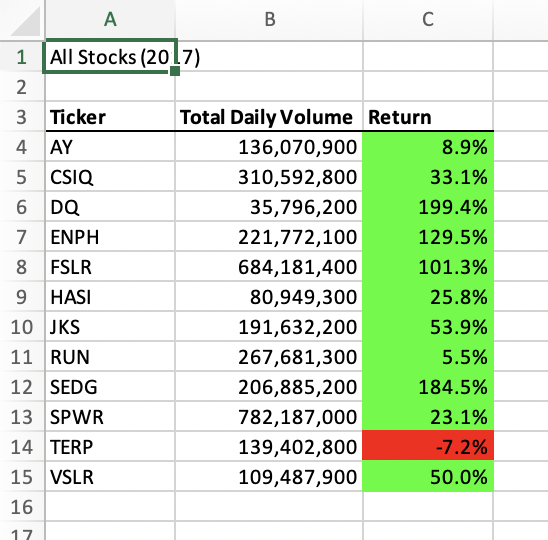 A B C
1 All Stocks (2017)
2
3 Ticker Total Daily Volume Return
4 AY 136,070,900 8.9%
5 CSIQ 310,592,800 33.1%
6 DQ 35,796,200 199.4%
7 ENPH 221,772,100 129.5%
8 FSLR 684,181,400 101.3%
9 HASI 80,949,300 25.8%
10 JKS 191,632,200 53.9%
11 RUN 267,681,300 5.5%
12 SEDG 206,885,200 184.5%
13 SPWR 782,187,000 23.1%
14 TERP 139,402,800 -7.2%
15 VSLR 109,487,900 50.0%
16
17